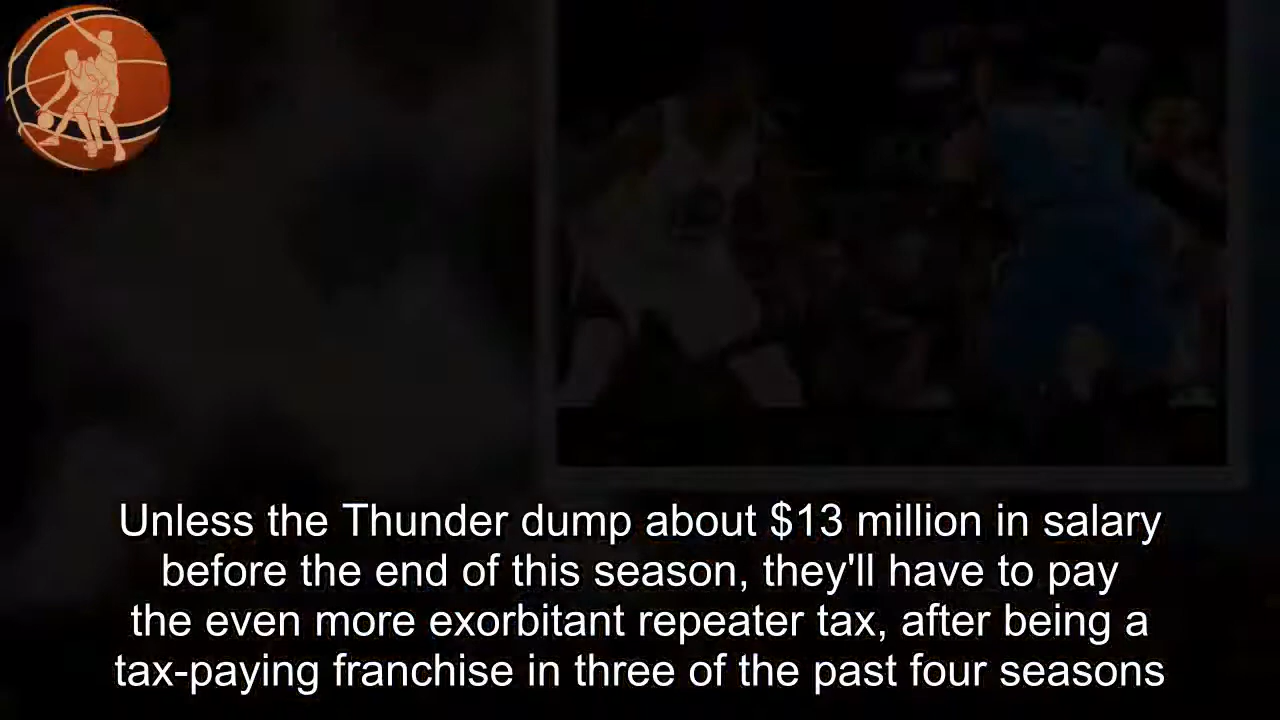 Unless the Thunder dump about $13 million in salary
before the end of this season, they'll have to pay
the even more exorbitant repeater tax, after being a
tax-paying franchise in three of the past four seasons